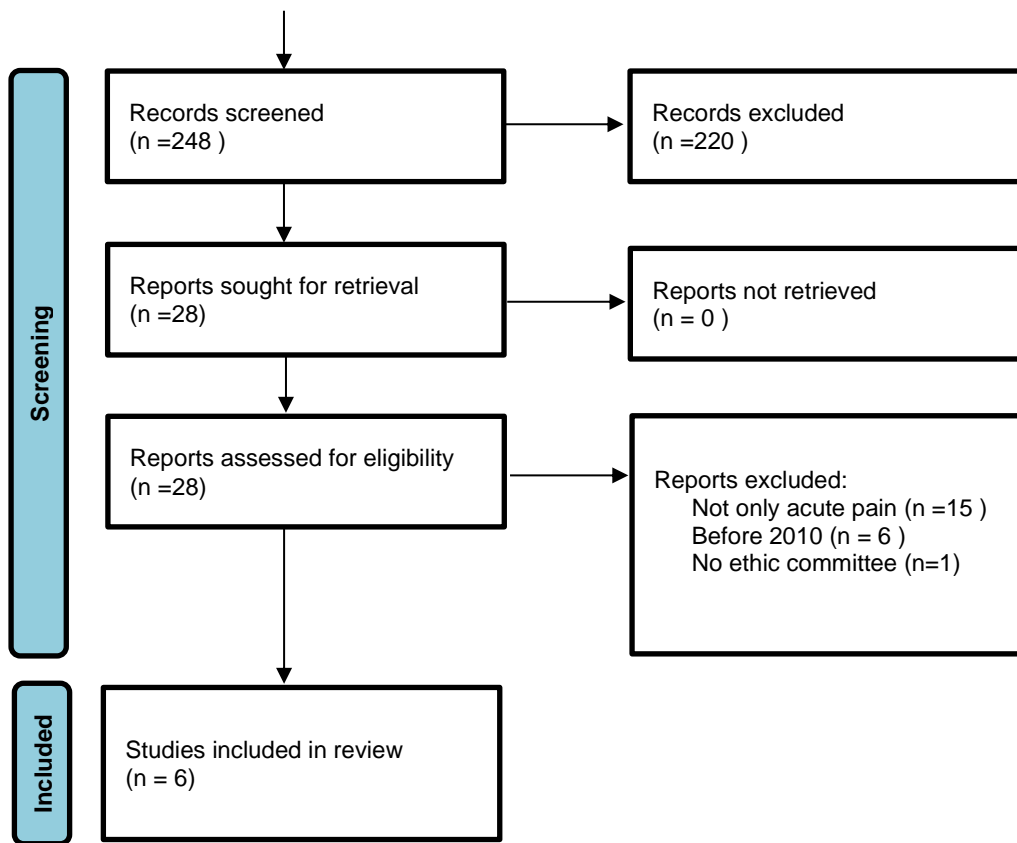 Screening
Records screened
(n =248 )
Records excluded
(n =220 )
Reports sought for retrieval
(n =28)
Reports not retrieved
(n = 0 )
Reports assessed for eligibility
(n =28)
Reports excluded:
Not only acute pain (n =15 )
Before 2010 (n = 6 )
No ethic committee (n=1)
Included
Studies included in review
(n = 6)